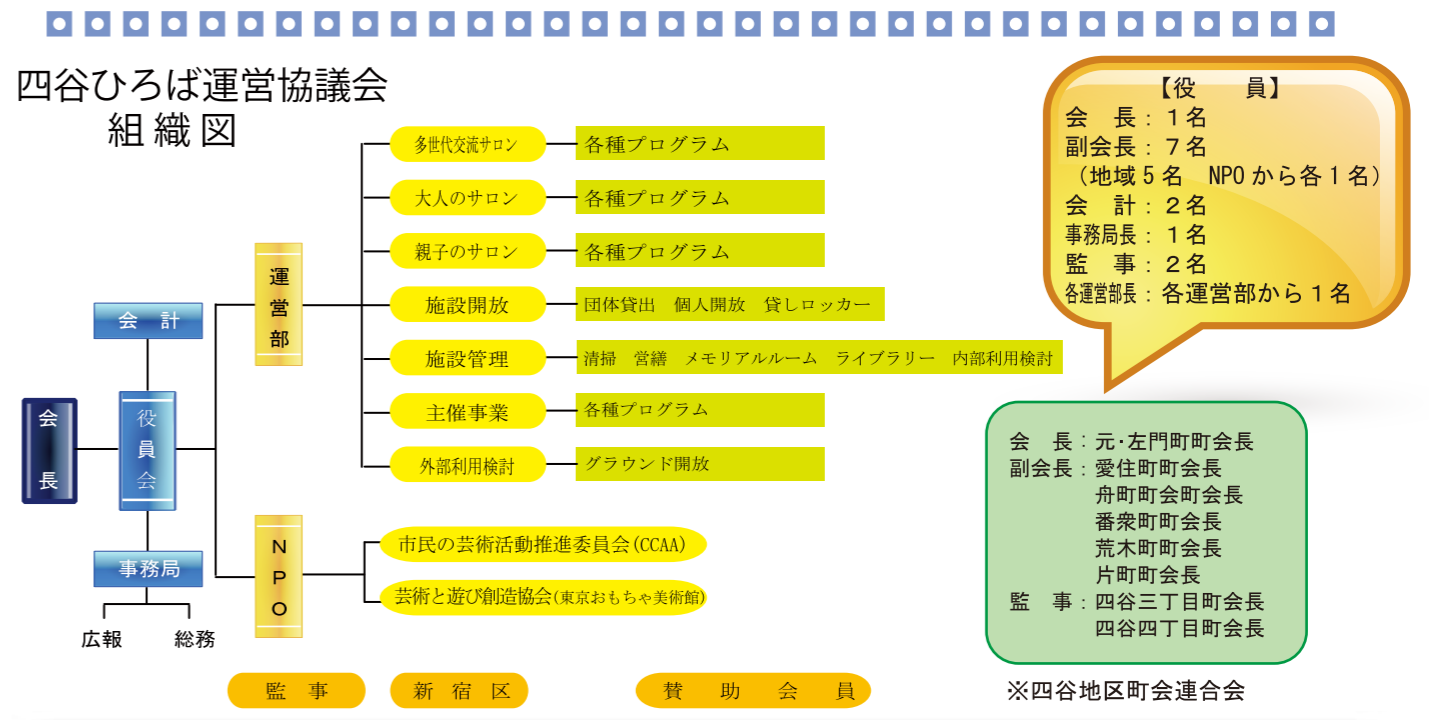 四谷ひろば運営協議会
組織図
会長
役員会
会計
事務局
広報
総務
運営部
多世代交流サロン
各種プログラム
大人のサロン
各種プログラム
親子のサロン
各種プログラム
施設開放
団体貸出　個人開放　貸しロッカー
施設管理
清掃　営繕　メモリアルルーム　ライブラリー　内部利用検討
主催事業
各種プログラム
外部利用検討
グラウンド開放
NPO
市民の芸術活動推進委員会(CCAA)
芸術と遊び創造協会(東京おもちゃ美術館)
監事
新宿区
賛助会員
【役　員】
会　長：１名
副会長：７名
（地域５名　NPOから各１名）
会　計：２名
事務局長：１名
監　事：２名
各運営部長：各運営部から１名
会　長：元・左門町町会長
副会長：愛住町町会長
舟町町会町会長
番衆町町会長
荒木町町会長
片町町会長
監　事：四谷三丁目町会長
四谷四丁目町会長
※四谷地区町会連合会